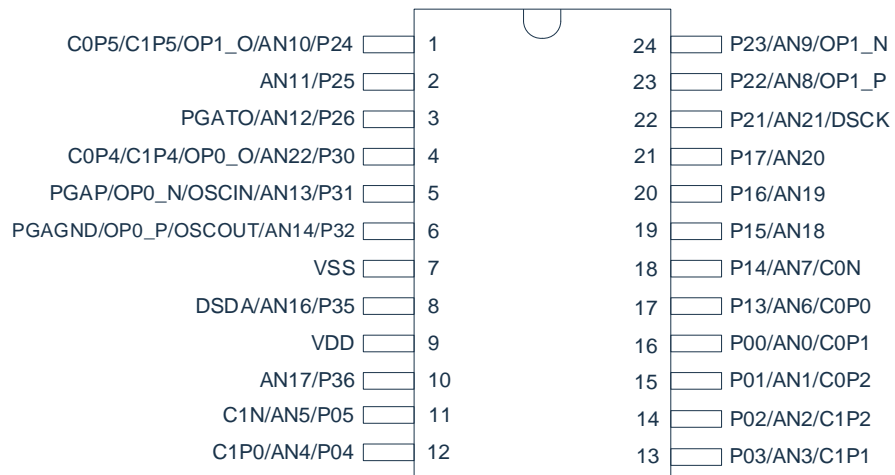 C0P5/C1P5/OP1_O/AN10/P24 1 24 P23/AN9/OP1_N
AN11/P25 2 23 P22/AN8/OP1_P
PGATO/AN12/P26 3 22 P21/AN21/DSCK
C0P4/C1P4/OP0_O/AN22/P30 4 21 P17/AN20
PGAP/OP0_N/OSCIN/AN13/P31 5 20 P16/AN19
PGAGND/OP0_P/OSCOUT/AN14/P32 6 19 P15/AN18
VSS 7 18 P14/AN7/C0N
DSDA/AN16/P35 8 17 P13/AN6/C0P0
VDD 9 16 P00/AN0/C0P1
AN17/P36 10 15 P01/AN1/C0P2
C1N/AN5/P05 11 14 P02/AN2/C1P2
C1P0/AN4/P04 12 13 P03/AN3/C1P1